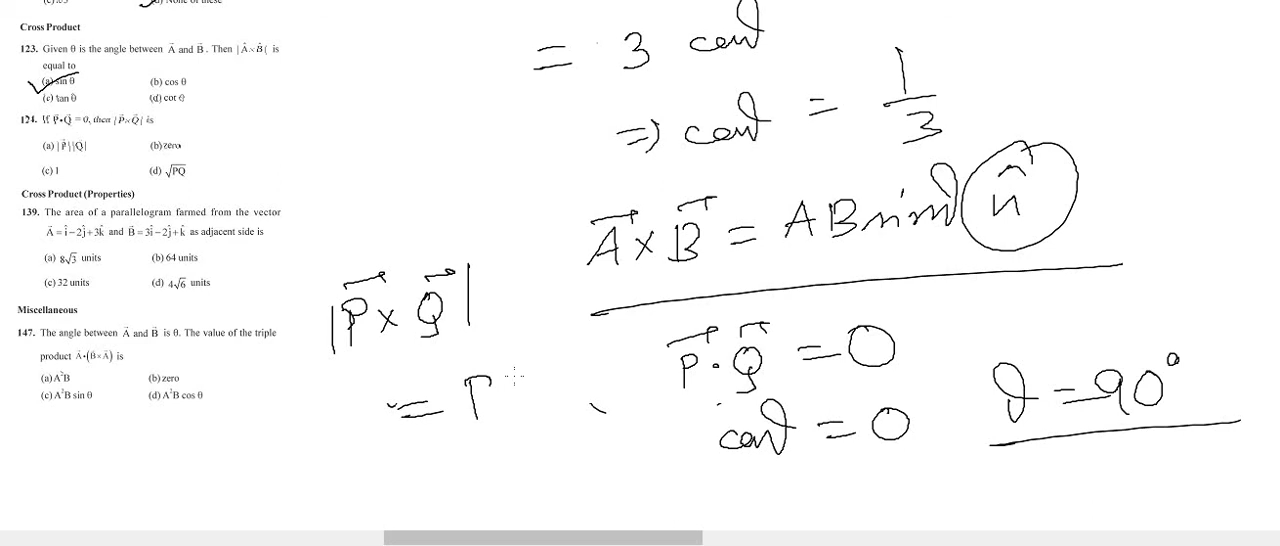 Cross Product
123. Given θ is the angle between A⃗ and B⃗. Then |Â×B̂| is
equal to
(a) sin θ (b) cos θ
(c) tan θ (d) cot θ
124. If P⃗•Q⃗ = 0, then |P⃗×Q⃗| is
(a) |P⃗||Q⃗| (b) zero
(c) 1 (d) √PQ
Cross Product (Properties)
139. The area of a parallelogram farmed from the vector
A⃗ = î−2ĵ+3k̂ and B⃗ = 3î−2ĵ+k̂ as adjacent side is
(a) 8√3 units (b) 64 units
(c) 32 units (d) 4√6 units
Miscellaneous
147. The angle between A⃗ and B⃗ is θ. The value of the triple
product A⃗•(B⃗×A⃗) is
(a) A²B (b) zero
(c) A²B sin θ (d) A²B cos θ
= 3 cosθ
⇒ cosθ = 1/3
A⃗ × B⃗ = AB sinθ n̂
|P⃗ × Q⃗|
= P
P⃗ · Q⃗ = 0
cosθ = 0
θ = 90°